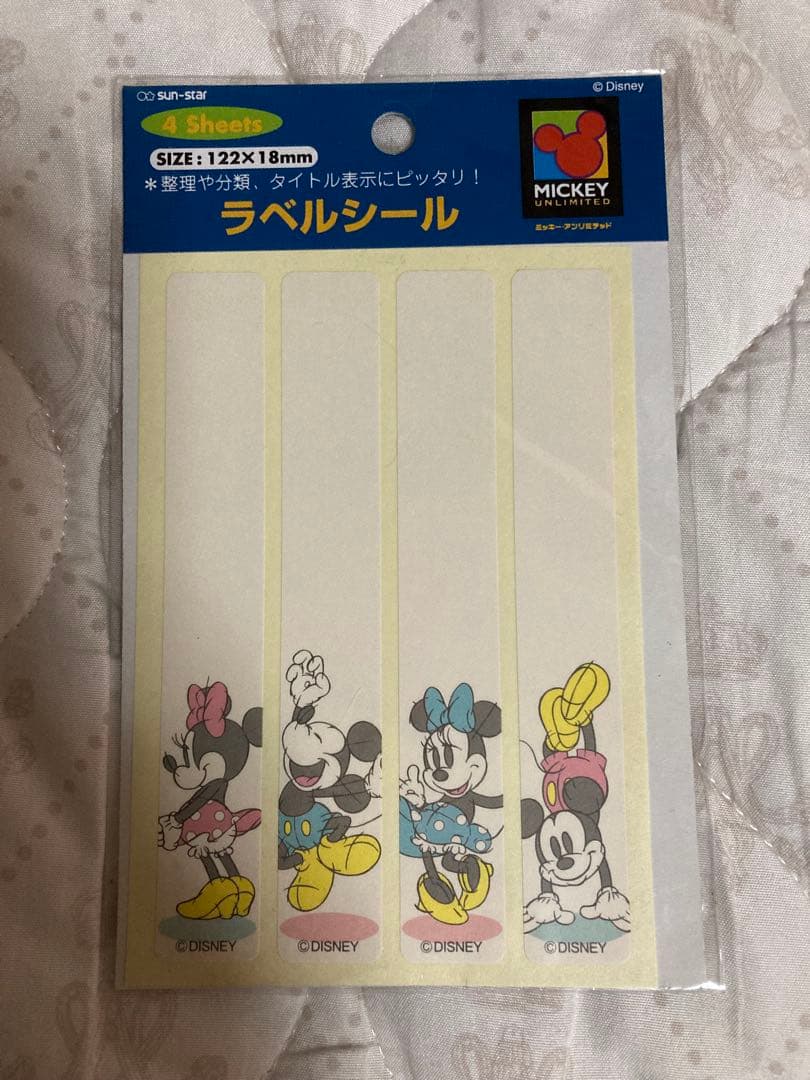 sun-star
© Disney
4 Sheets
SIZE : 122×18mm
＊整理や分類、タイトル表示にピッタリ！
ラベルシール
MICKEY
UNLIMITED
ミッキー・アンリミテッド
©DISNEY
©DISNEY
©DISNEY
©DISNEY